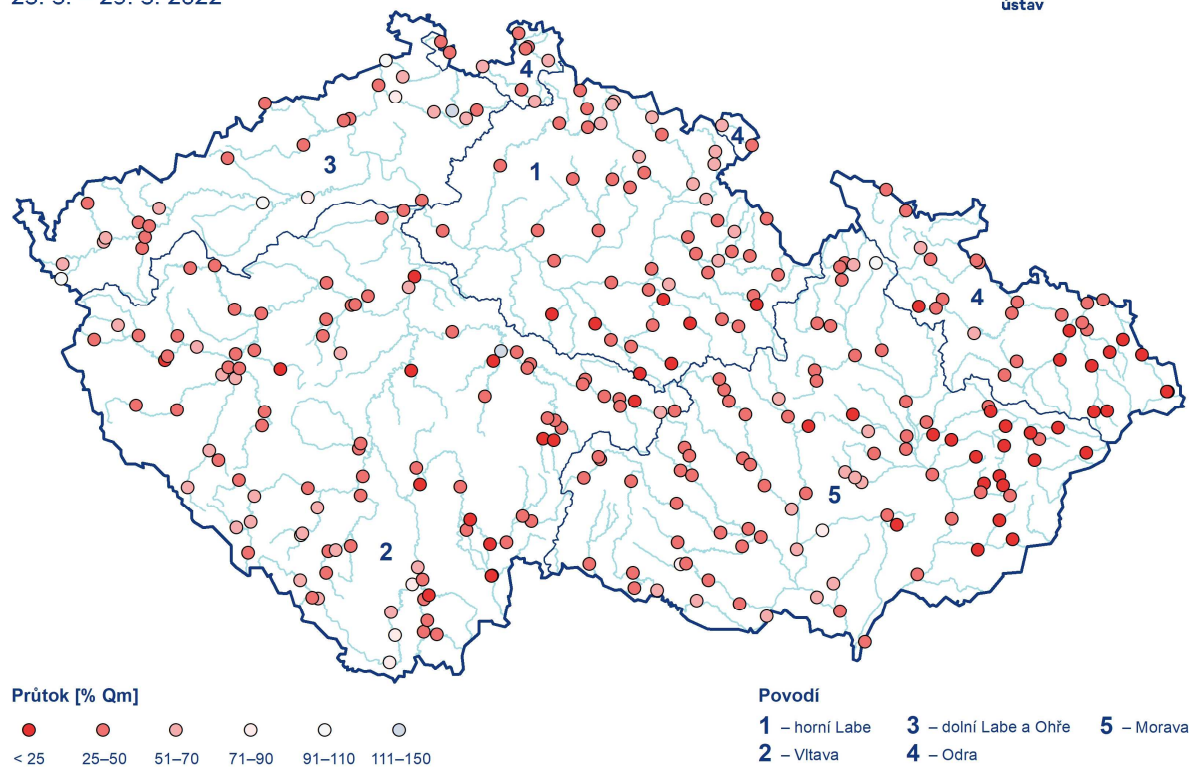 ústav
4
4
3
1
4
5
2
Průtok [% Qm]
< 25 25–50 51–70 71–90 91–110 111–150
Povodí
1 – horní Labe 3 – dolní Labe a Ohře 5 – Morava
2 – Vltava 4 – Odra